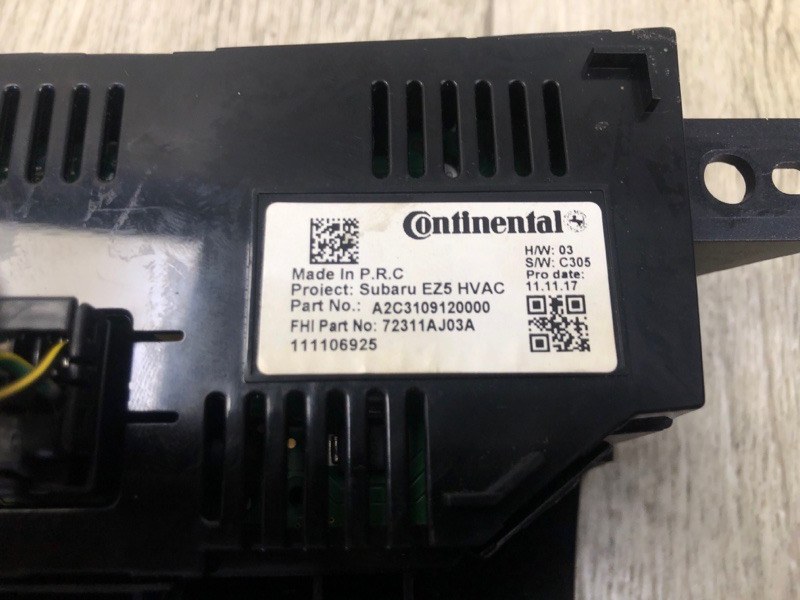 Continental
H/W: 03
S/W: C305
Pro date:
11.11.17
Made In P.R.C
Project: Subaru EZ5 HVAC
Part No.: A2C3109120000
FHI Part No: 72311AJ03A
111106925